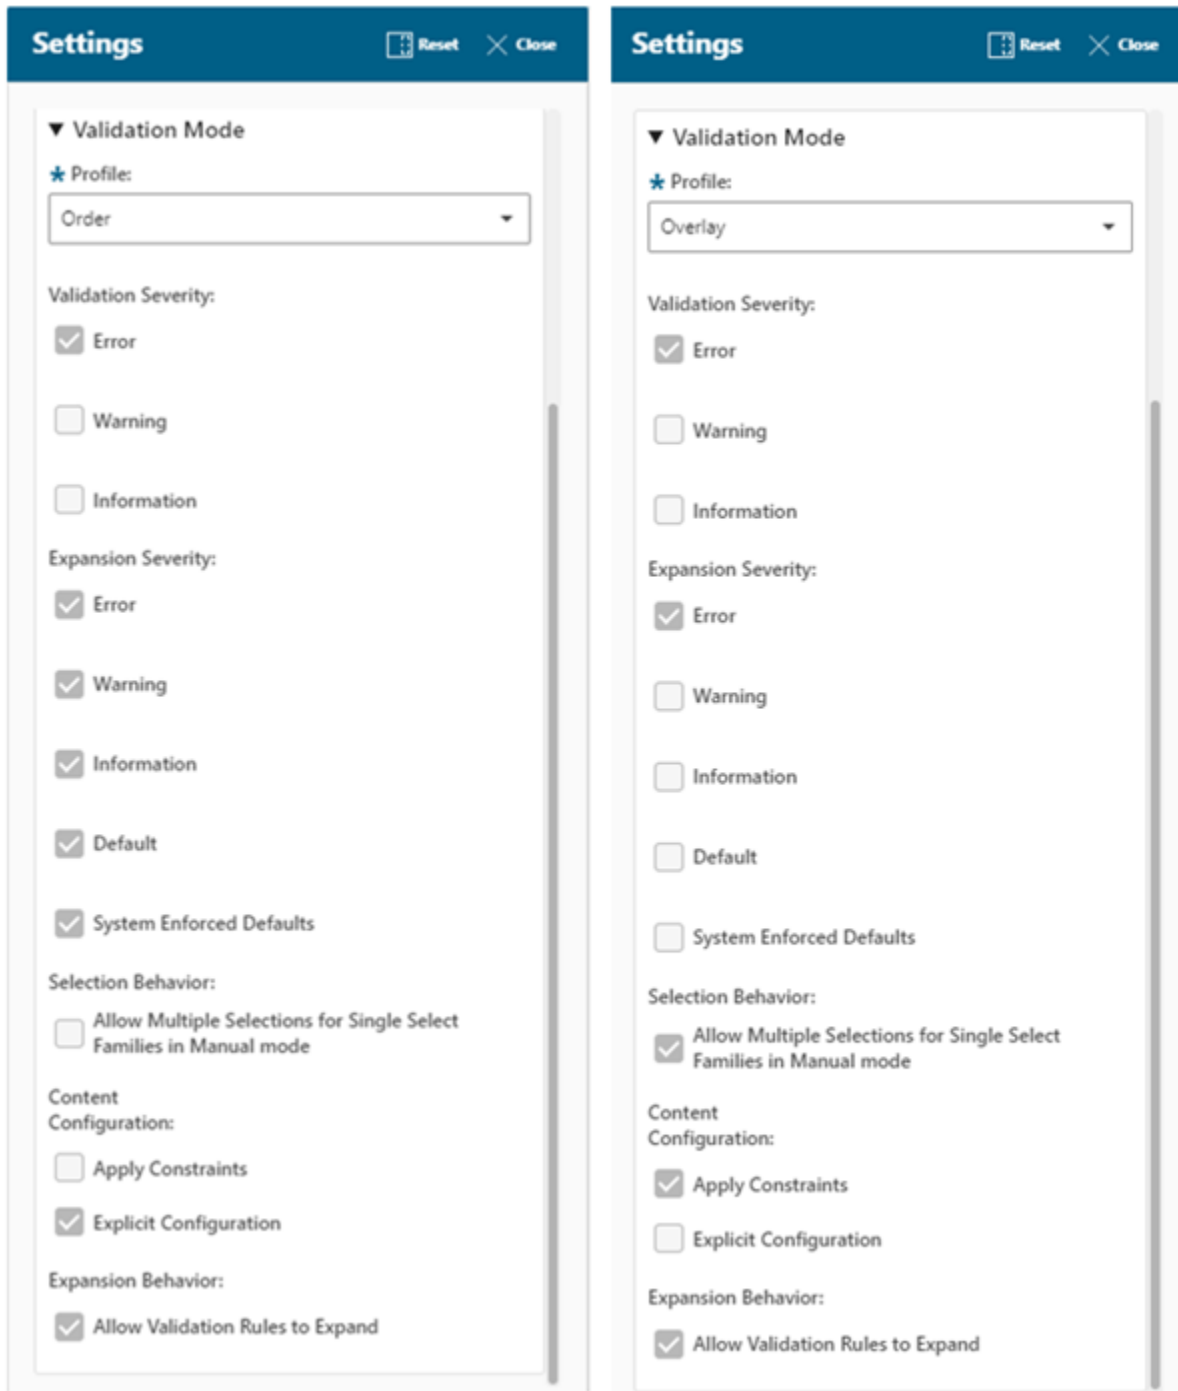 Settings
Reset
Close
Validation Mode
* Profile:
Order
Validation Severity:
Error
Warning
Information
Expansion Severity:
Error
Warning
Information
Default
System Enforced Defaults
Selection Behavior:
Allow Multiple Selections for Single Select
Families in Manual mode
Content
Configuration:
Apply Constraints
Explicit Configuration
Expansion Behavior:
Allow Validation Rules to Expand
Settings
Reset
Close
Validation Mode
* Profile:
Overlay
Validation Severity:
Error
Warning
Information
Expansion Severity:
Error
Warning
Information
Default
System Enforced Defaults
Selection Behavior:
Allow Multiple Selections for Single Select
Families in Manual mode
Content
Configuration:
Apply Constraints
Explicit Configuration
Expansion Behavior:
Allow Validation Rules to Expand